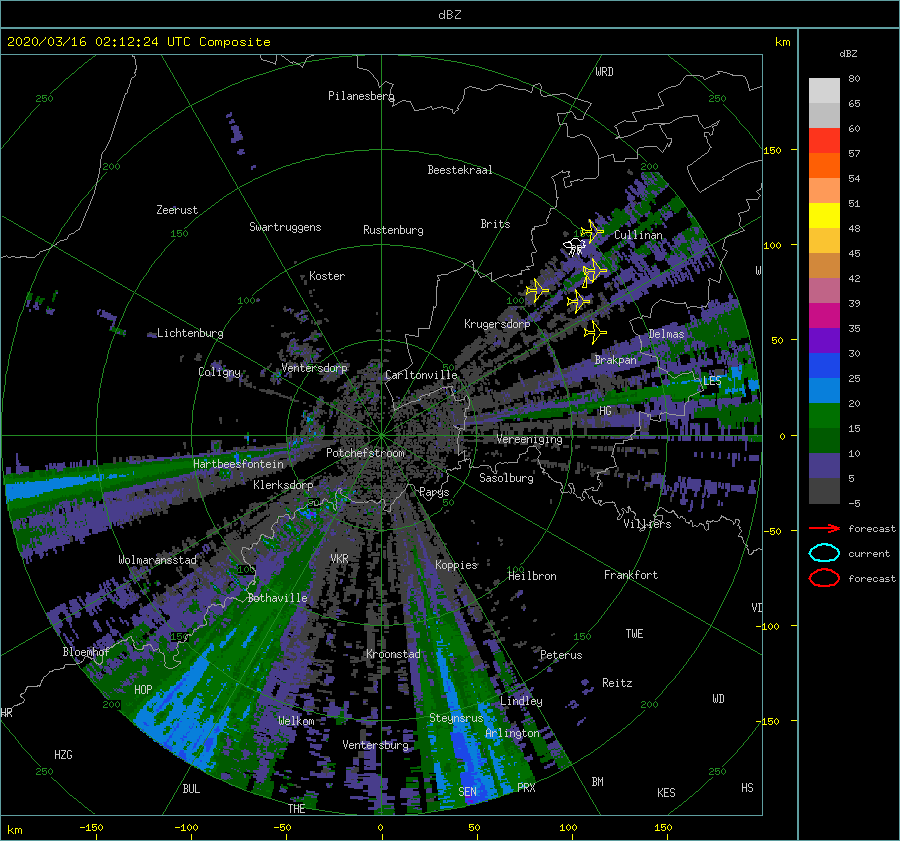 dBZ
2020/03/16 02:12:24 UTC Composite
km
dBZ
250
WRD
250
Pilanesberg
80
65
60
57
54
51
48
45
42
39
35
30
25
20
15
10
5
-5
150
200
Beestekraal
200
Zeerust
150
Swartruggens
Rustenburg
Brits
Cullinan
100
Koster
W
100
100
Krugersdorp
Lichtenburg
Delmas
50
Coligny
Ventersdorp
Carltonville
Brakpan
LES
HG
Vereeniging
0
Potchefstroom
Hartbeesfontein
Klerksdorp
Parys
Sasolburg
50
50
Villiers
-50
forecast
current
forecast
Wolmaransstad
VKR
Koppies
100
100
Heilbron
Frankfort
Bothaville
VD
-100
150
150
TWE
Bloemhof
Kroonstad
Peterus
HOP
Reitz
200
200
WD
Lindley
HR
Welkom
Steynsrus
-150
Arlington
Ventersburg
HZG
250
250
BUL
SEN
PRX
BM
KES
HS
THE
km
-150
-100
-50
0
50
100
150